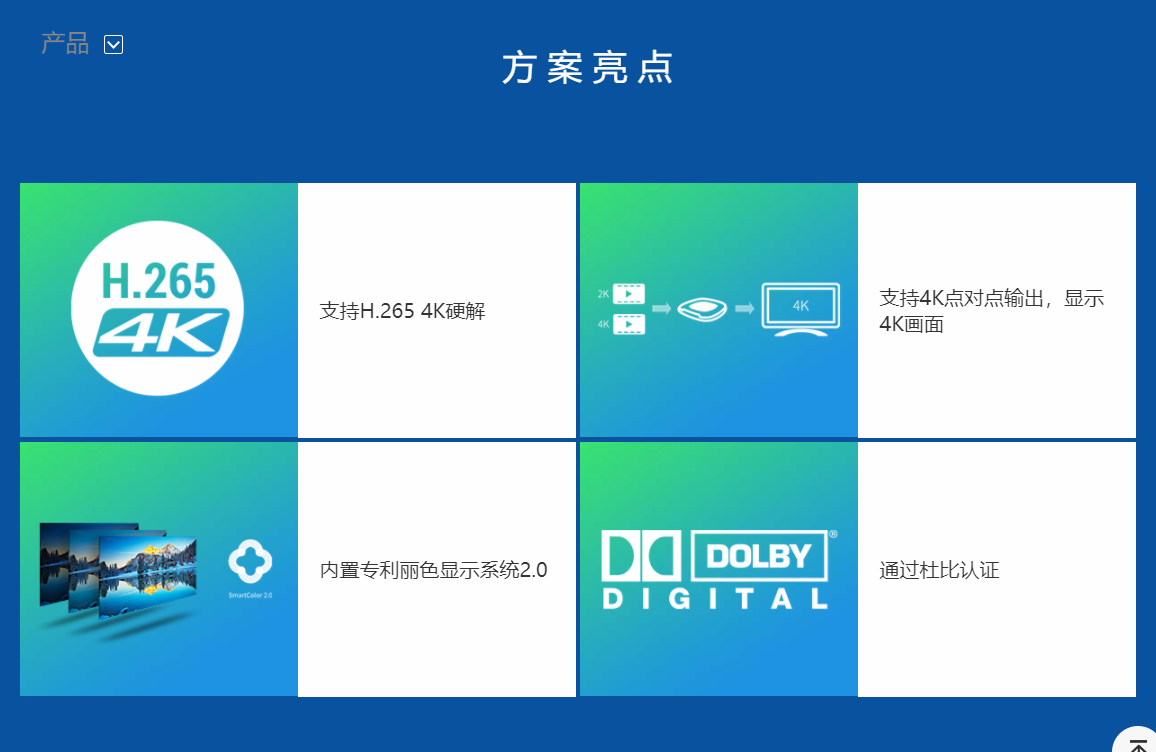 产品
方案亮点
H.265
4K
支持H.265 4K硬解
2K
4K
4K
支持4K点对点输出，显示
4K画面
SmartColor 2.0
内置专利丽色显示系统2.0
DOLBY®
DIGITAL
通过杜比认证